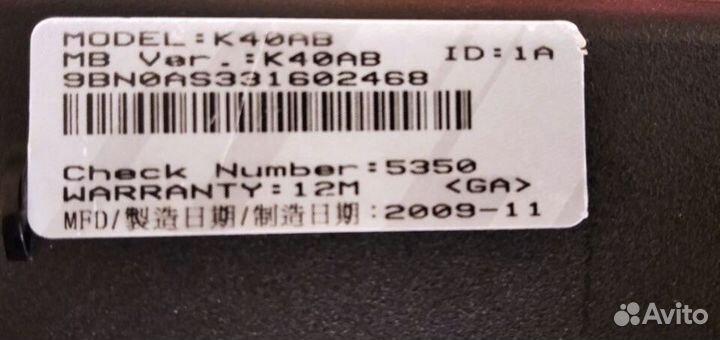 MODEL:K40AB
MB Ver.:K40AB ID:1A
9BN0AS331602468
Check Number:5350
WARRANTY:12M <GA>
MFD/製造日期/制造日期:2009-11
Avito